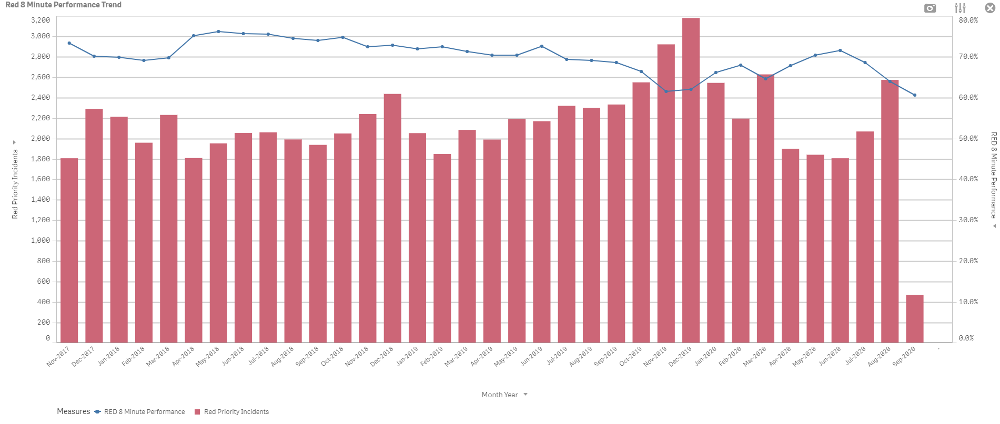 Red 8 Minute Performance Trend
3,200
3,000
2,800
2,600
2,400
2,200
2,000
1,800
1,600
1,400
1,200
1,000
800
600
400
200
0
Red Priority Incidents
80.0%
70.0%
60.0%
50.0%
40.0%
30.0%
20.0%
10.0%
0.0%
RED 8 Minute Performance
Nov-2017
Dec-2017
Jan-2018
Feb-2018
Mar-2018
Apr-2018
May-2018
Jun-2018
Jul-2018
Aug-2018
Sep-2018
Oct-2018
Nov-2018
Dec-2018
Jan-2019
Feb-2019
Mar-2019
Apr-2019
May-2019
Jun-2019
Jul-2019
Aug-2019
Sep-2019
Oct-2019
Nov-2019
Dec-2019
Jan-2020
Feb-2020
Mar-2020
Apr-2020
May-2020
Jun-2020
Jul-2020
Aug-2020
Sep-2020
-
Month Year
Measures RED 8 Minute Performance Red Priority Incidents